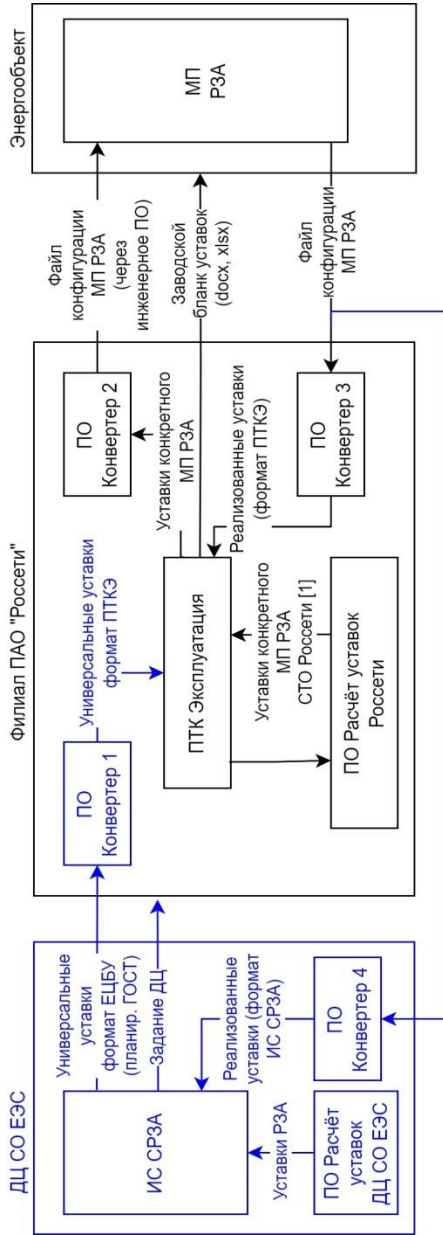 ДЦ СО ЕЭС
ИС СРЗА
Универсальные
уставки
формат ЕЦБУ
(планир. ГОСТ)
Задание ДЦ
Реализованные
уставки (формат
ИС СРЗА)
Уставки РЗА
ПО Расчёт
уставок
ДЦ СО ЕЭС
ПО
Конвертер 4
Филиал ПАО "Россети"
ПО
Конвертер 1
Универсальные уставки
формат ПТКЭ
ПТК Эксплуатация
Уставки конкретного
МП РЗА
ПО
Конвертер 2
Реализованные уставки
(формат ПТКЭ)
Уставки конкретного
МП РЗА
СТО Россети [1]
ПО Расчёт уставок
Россети
ПО
Конвертер 3
Файл
конфигурации
МП РЗА
(через
инженерное ПО)
Заводской
бланк уставок
(docx, xlsx)
Файл
конфигурации
МП РЗА
Энергообъект
МП
РЗА